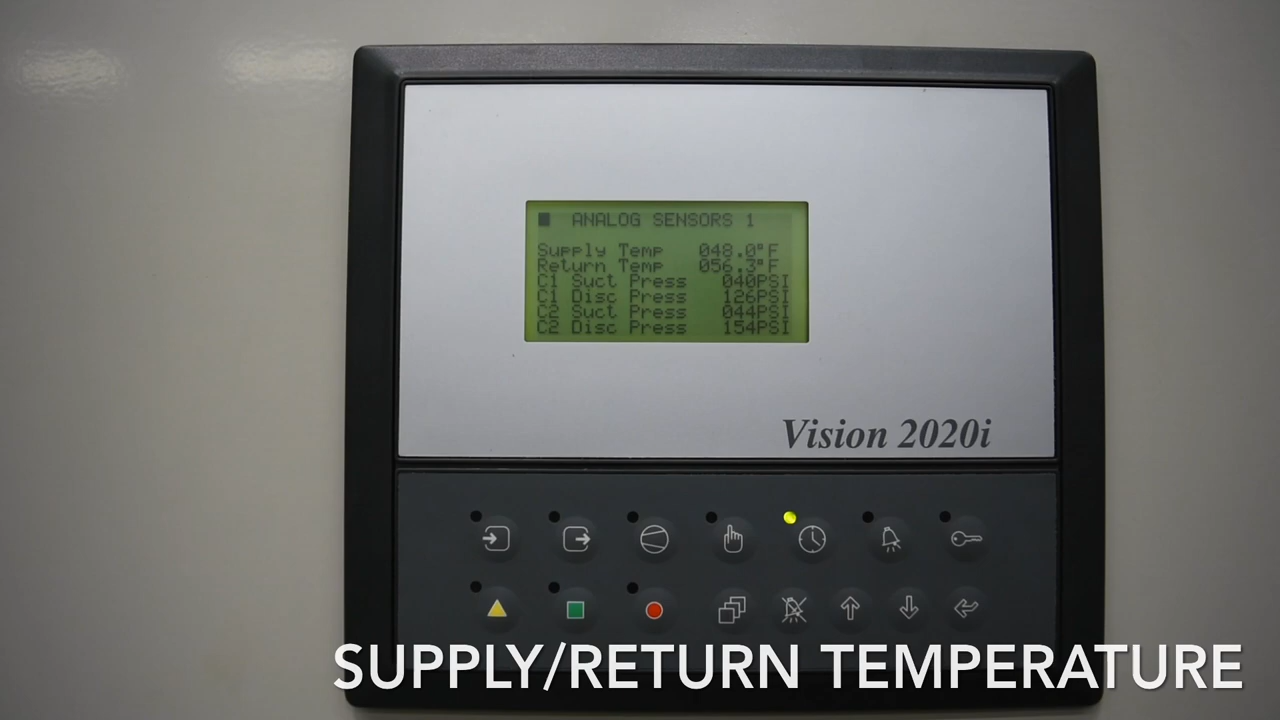 ANALOG SENSORS 1
Supply Temp 048.0°F
Return Temp 056.3°F
C1 Suct Press 040PSI
C1 Disc Press 126PSI
C2 Suct Press 044PSI
C2 Disc Press 154PSI
Vision 2020i
SUPPLY/RETURN TEMPERATURE